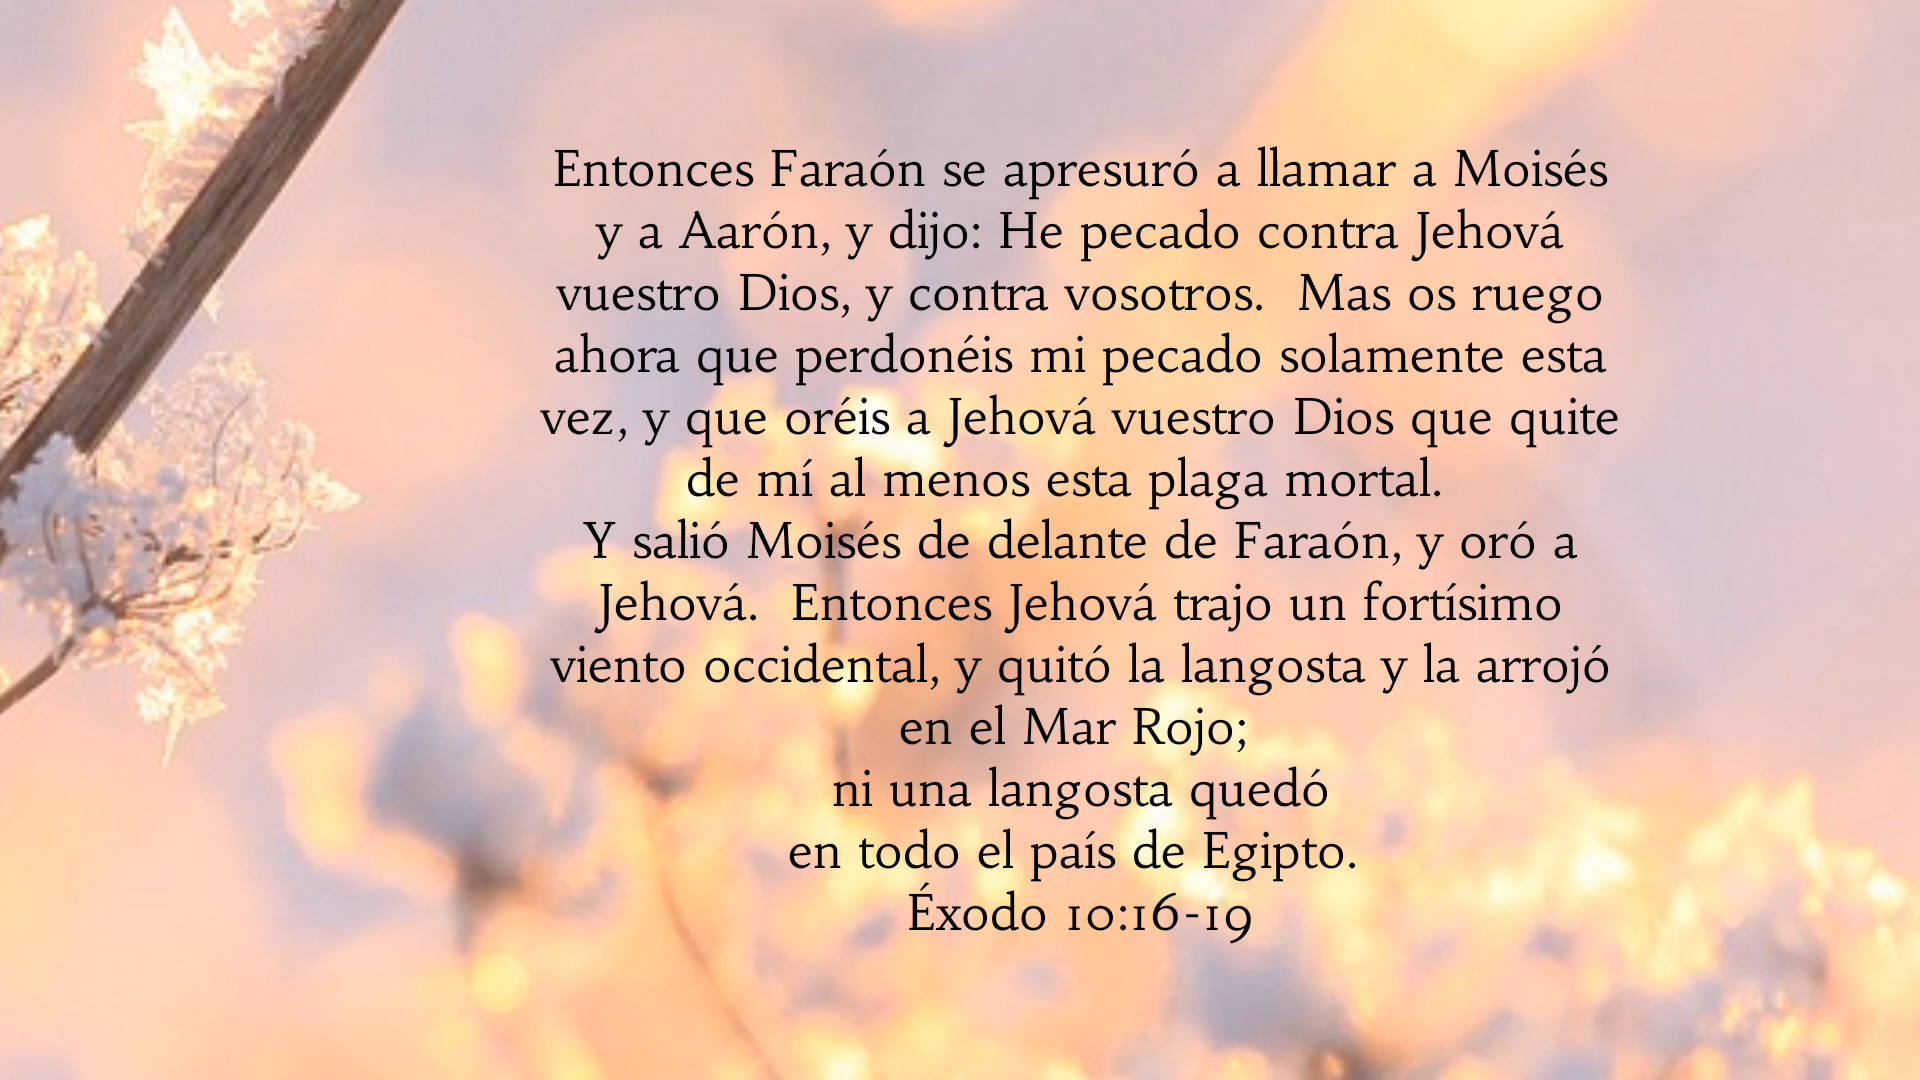 Entonces Faraón se apresuró a llamar a Moisés
y a Aarón, y dijo: He pecado contra Jehová
vuestro Dios, y contra vosotros.  Mas os ruego
ahora que perdonéis mi pecado solamente esta
vez, y que oréis a Jehová vuestro Dios que quite
de mí al menos esta plaga mortal.
Y salió Moisés de delante de Faraón, y oró a
Jehová.  Entonces Jehová trajo un fortísimo
viento occidental, y quitó la langosta y la arrojó
en el Mar Rojo;
ni una langosta quedó
en todo el país de Egipto.
Éxodo 10:16-19